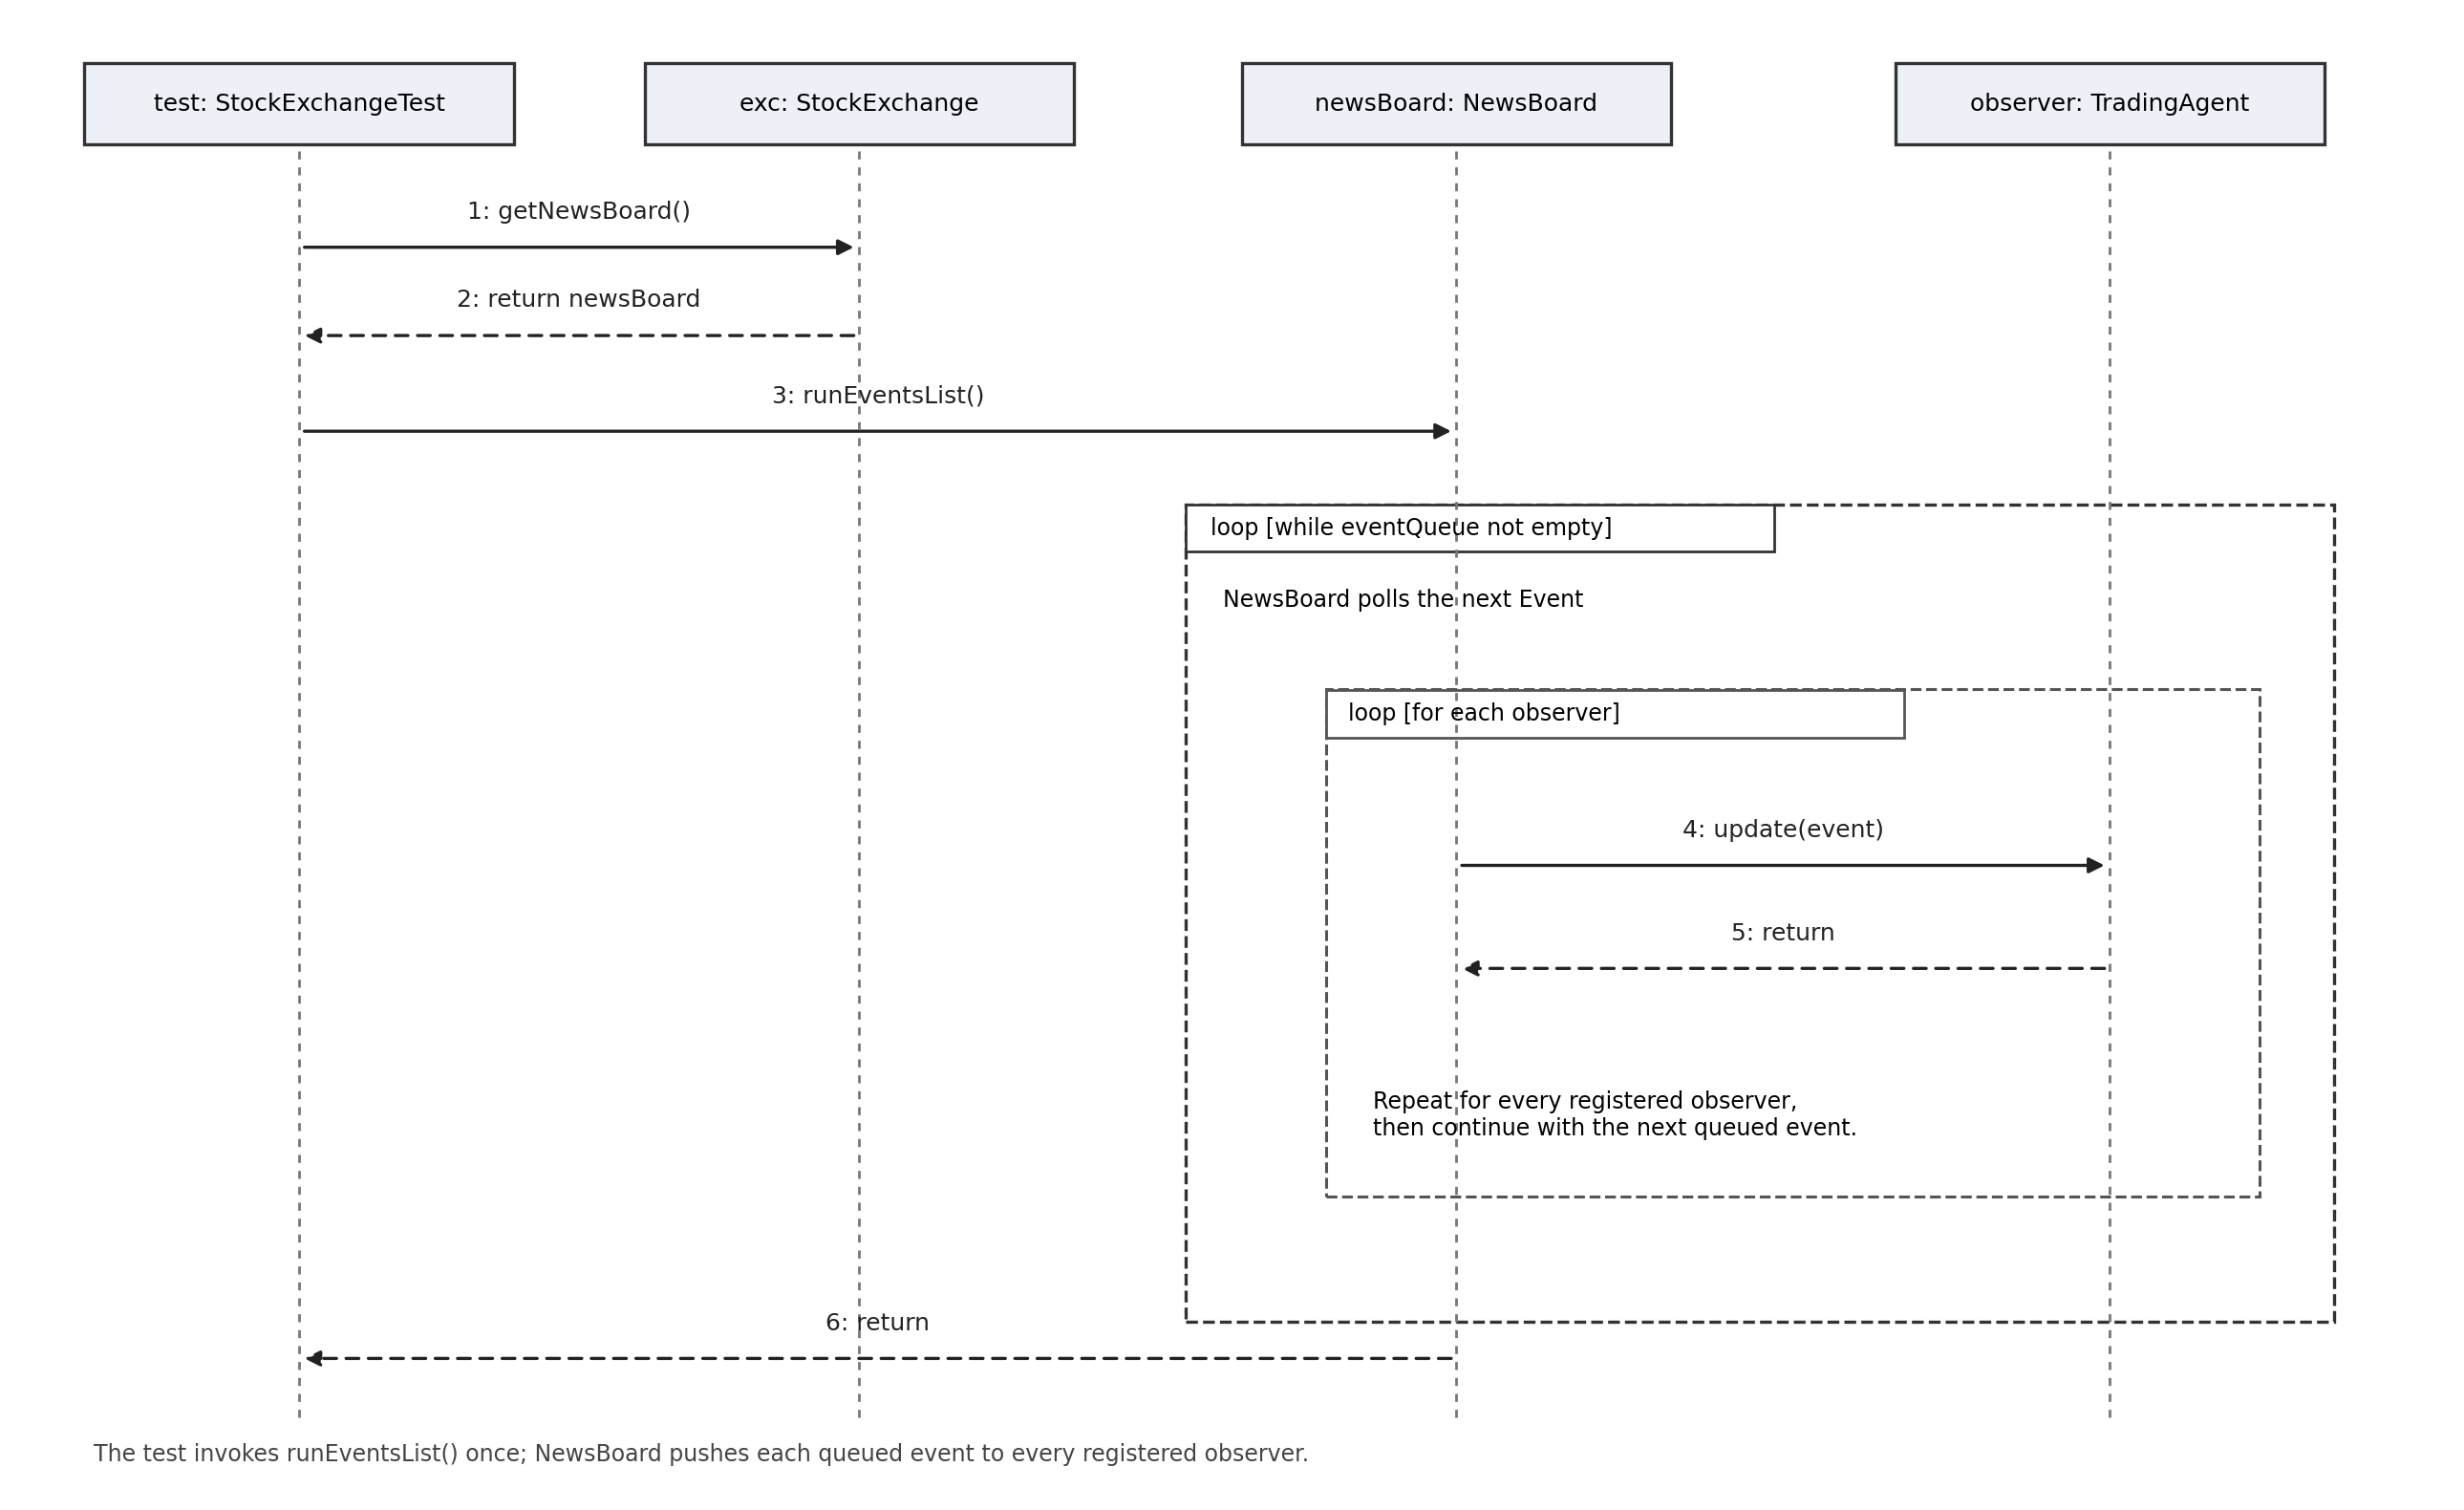 test: StockExchangeTest
exc: StockExchange
newsBoard: NewsBoard
observer: TradingAgent
1: getNewsBoard()
2: return newsBoard
3: runEventsList()
loop [while eventQueue not empty]
NewsBoard polls the next Event
loop [for each observer]
4: update(event)
5: return
Repeat for every registered observer,
then continue with the next queued event.
6: return
The test invokes runEventsList() once; NewsBoard pushes each queued event to every registered observer.